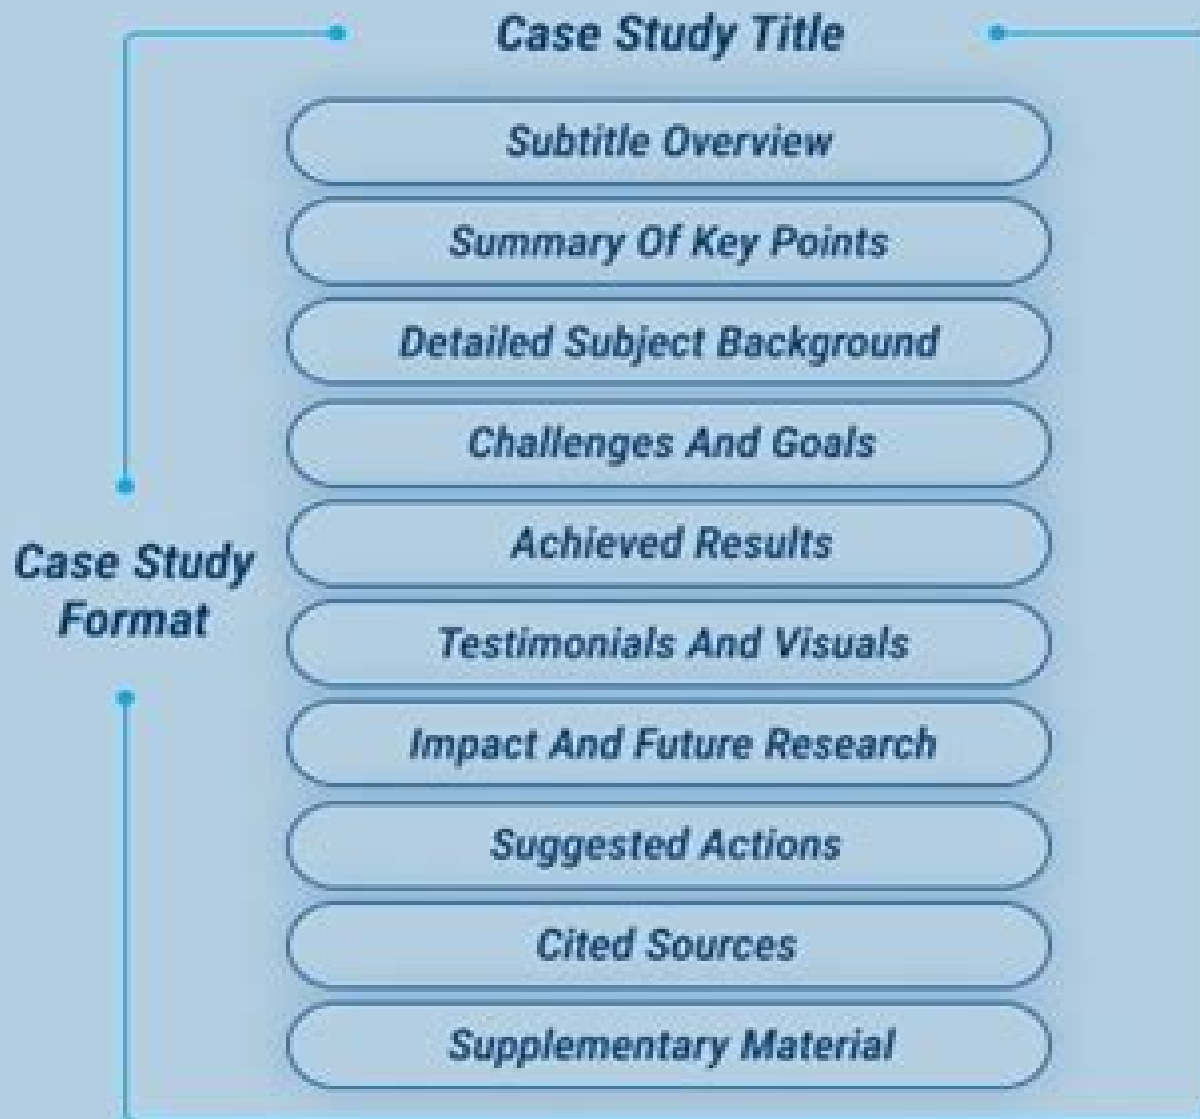 Case Study Title
Subtitle Overview
Summary Of Key Points
Detailed Subject Background
Challenges And Goals
Achieved Results
Case Study
Format
Testimonials And Visuals
Impact And Future Research
Suggested Actions
Cited Sources
Supplementary Material